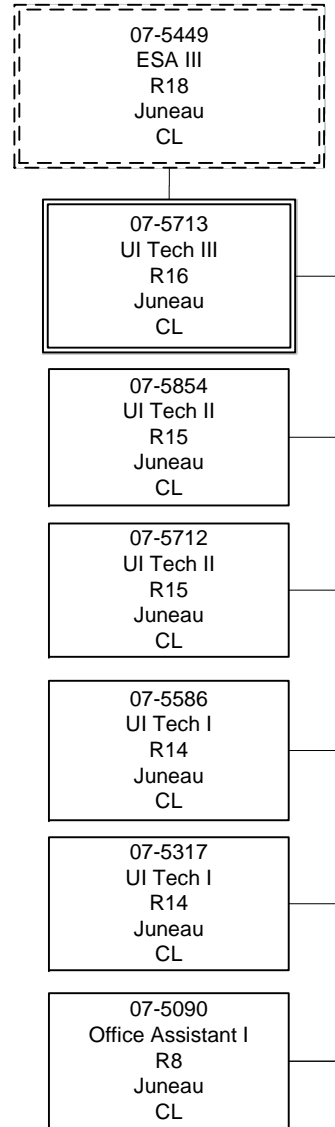 07-5449
ESA III
R18
Juneau
CL
07-5713
UI Tech III
R16
Juneau
CL
07-5854
UI Tech II
R15
Juneau
CL
07-5712
UI Tech II
R15
Juneau
CL
07-5586
UI Tech I
R14
Juneau
CL
07-5317
UI Tech I
R14
Juneau
CL
07-5090
Office Assistant I
R8
Juneau
CL